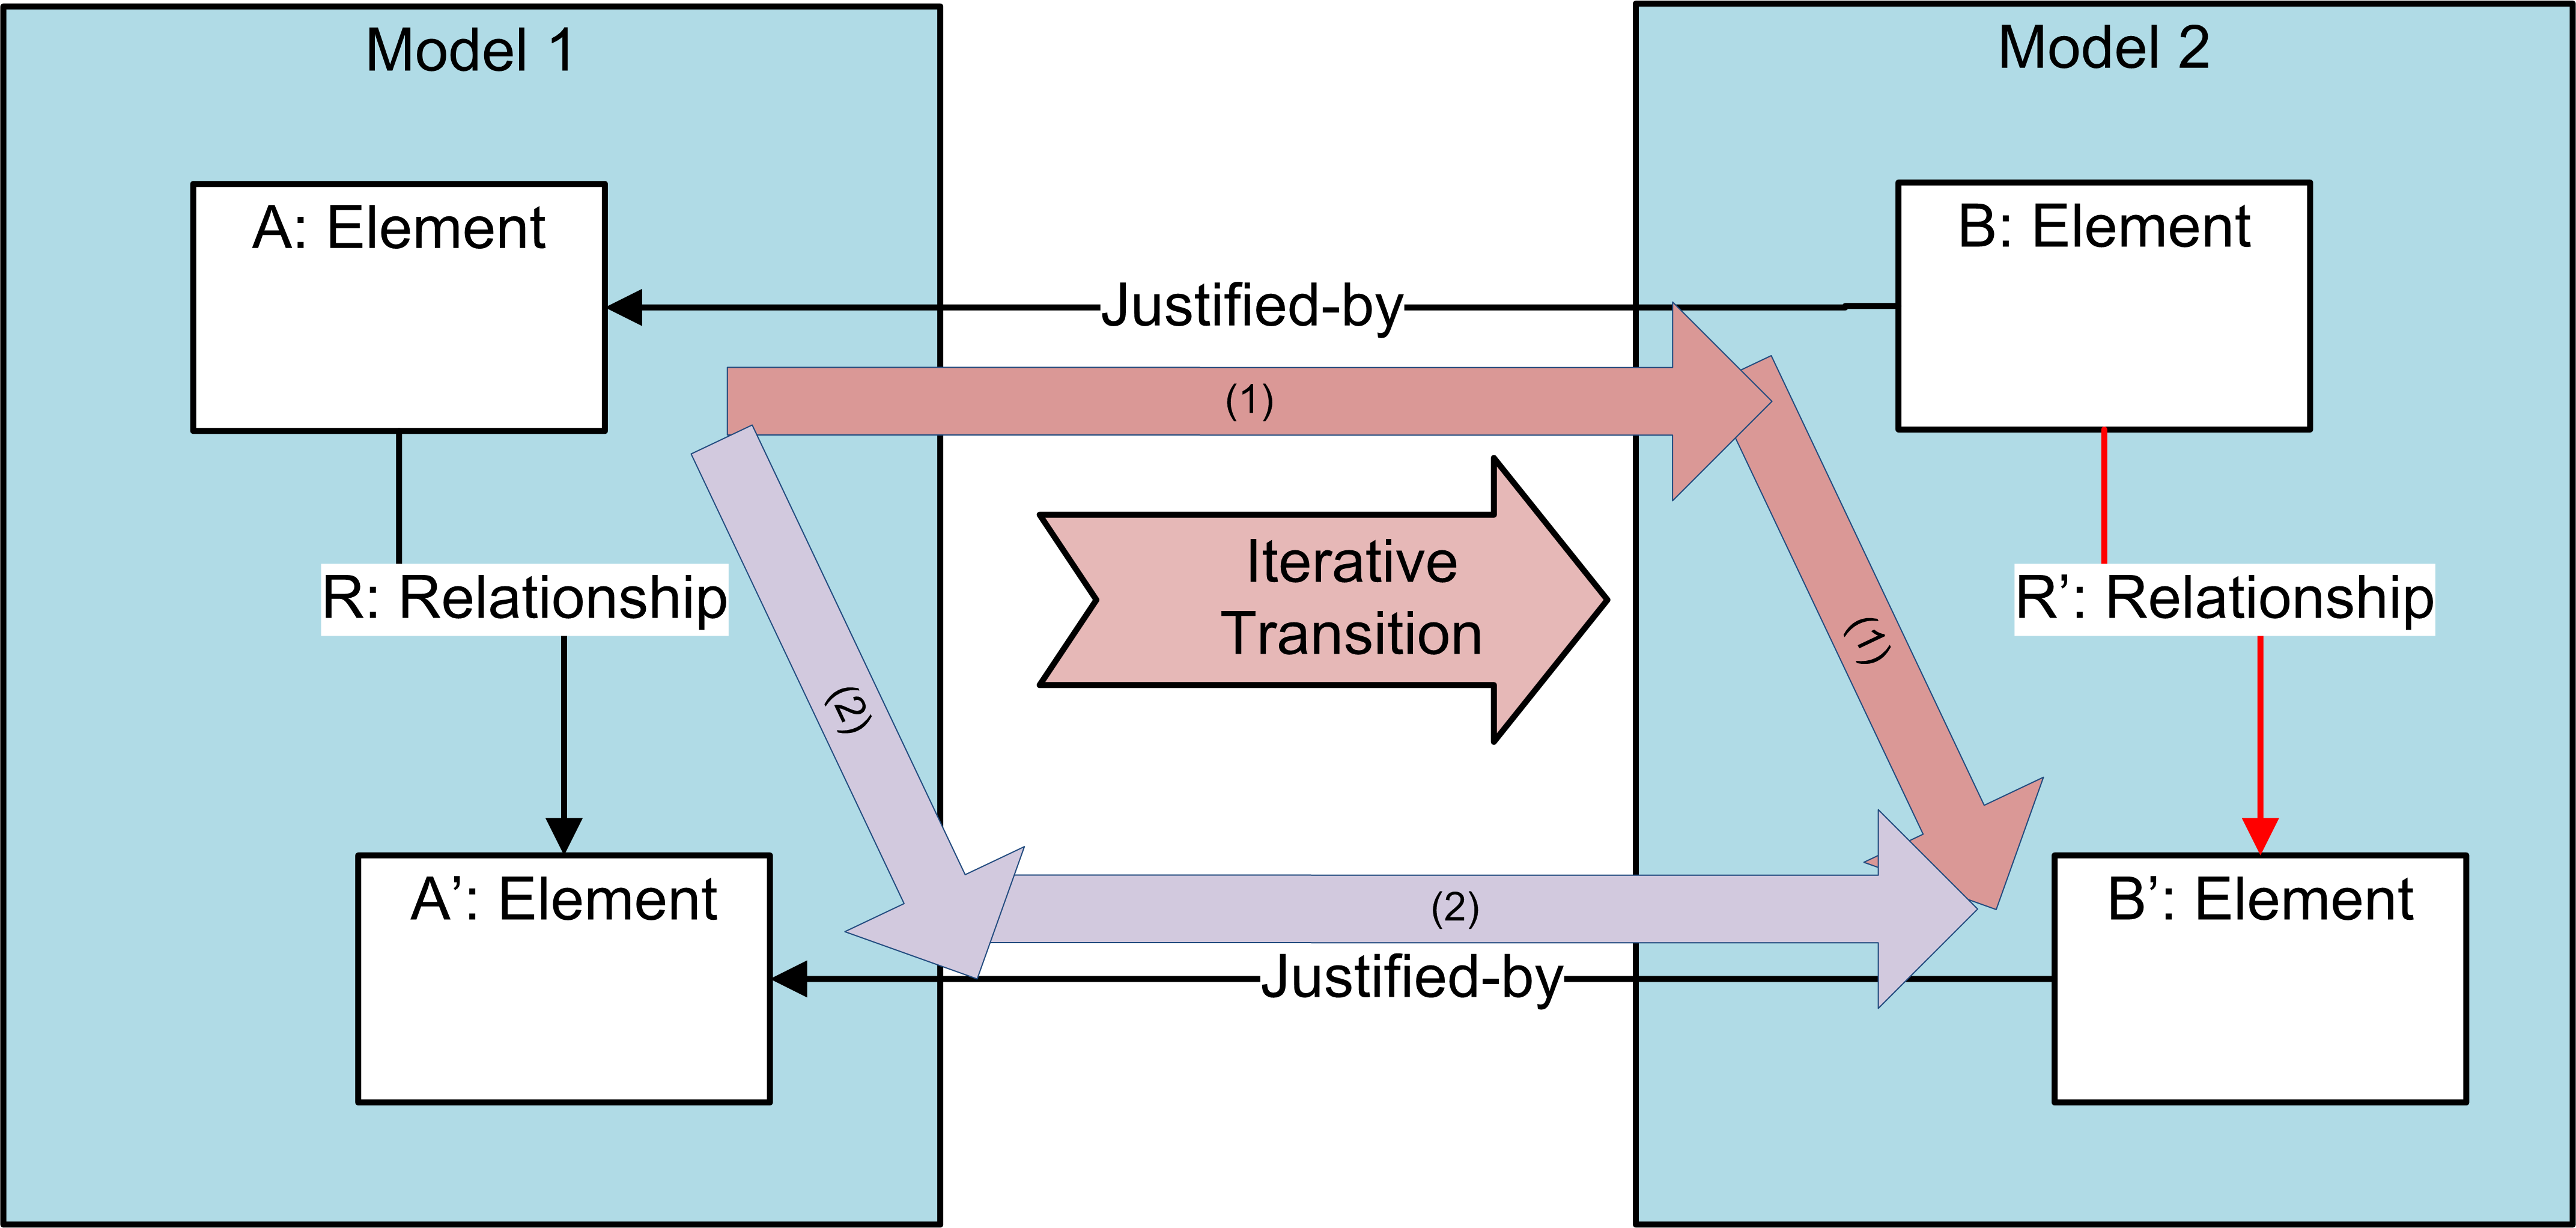 Model 1
Model 2
A: Element
B: Element
Justified-by
(1)
Iterative
Transition
R: Relationship
R’: Relationship
(1)
(2)
A’: Element
(2)
B’: Element
Justified-by